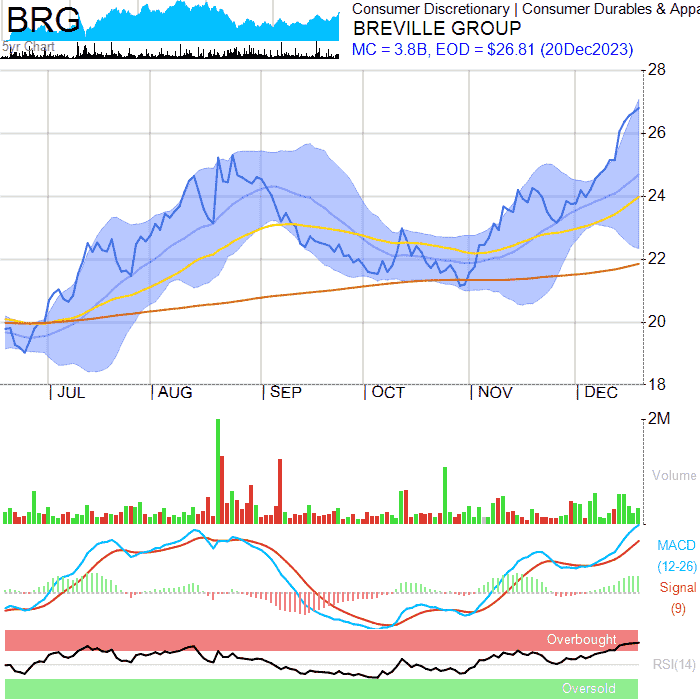 BRG
5yr Chart
Consumer Discretionary | Consumer Durables & Appa
BREVILLE GROUP
MC = 3.8B, EOD = $26.81 (20Dec2023)
28
26
24
22
20
18
JUL AUG SEP OCT NOV DEC
2M
Volume
MACD
(12-26)
Signal
(9)
Overbought
RSI(14)
Oversold